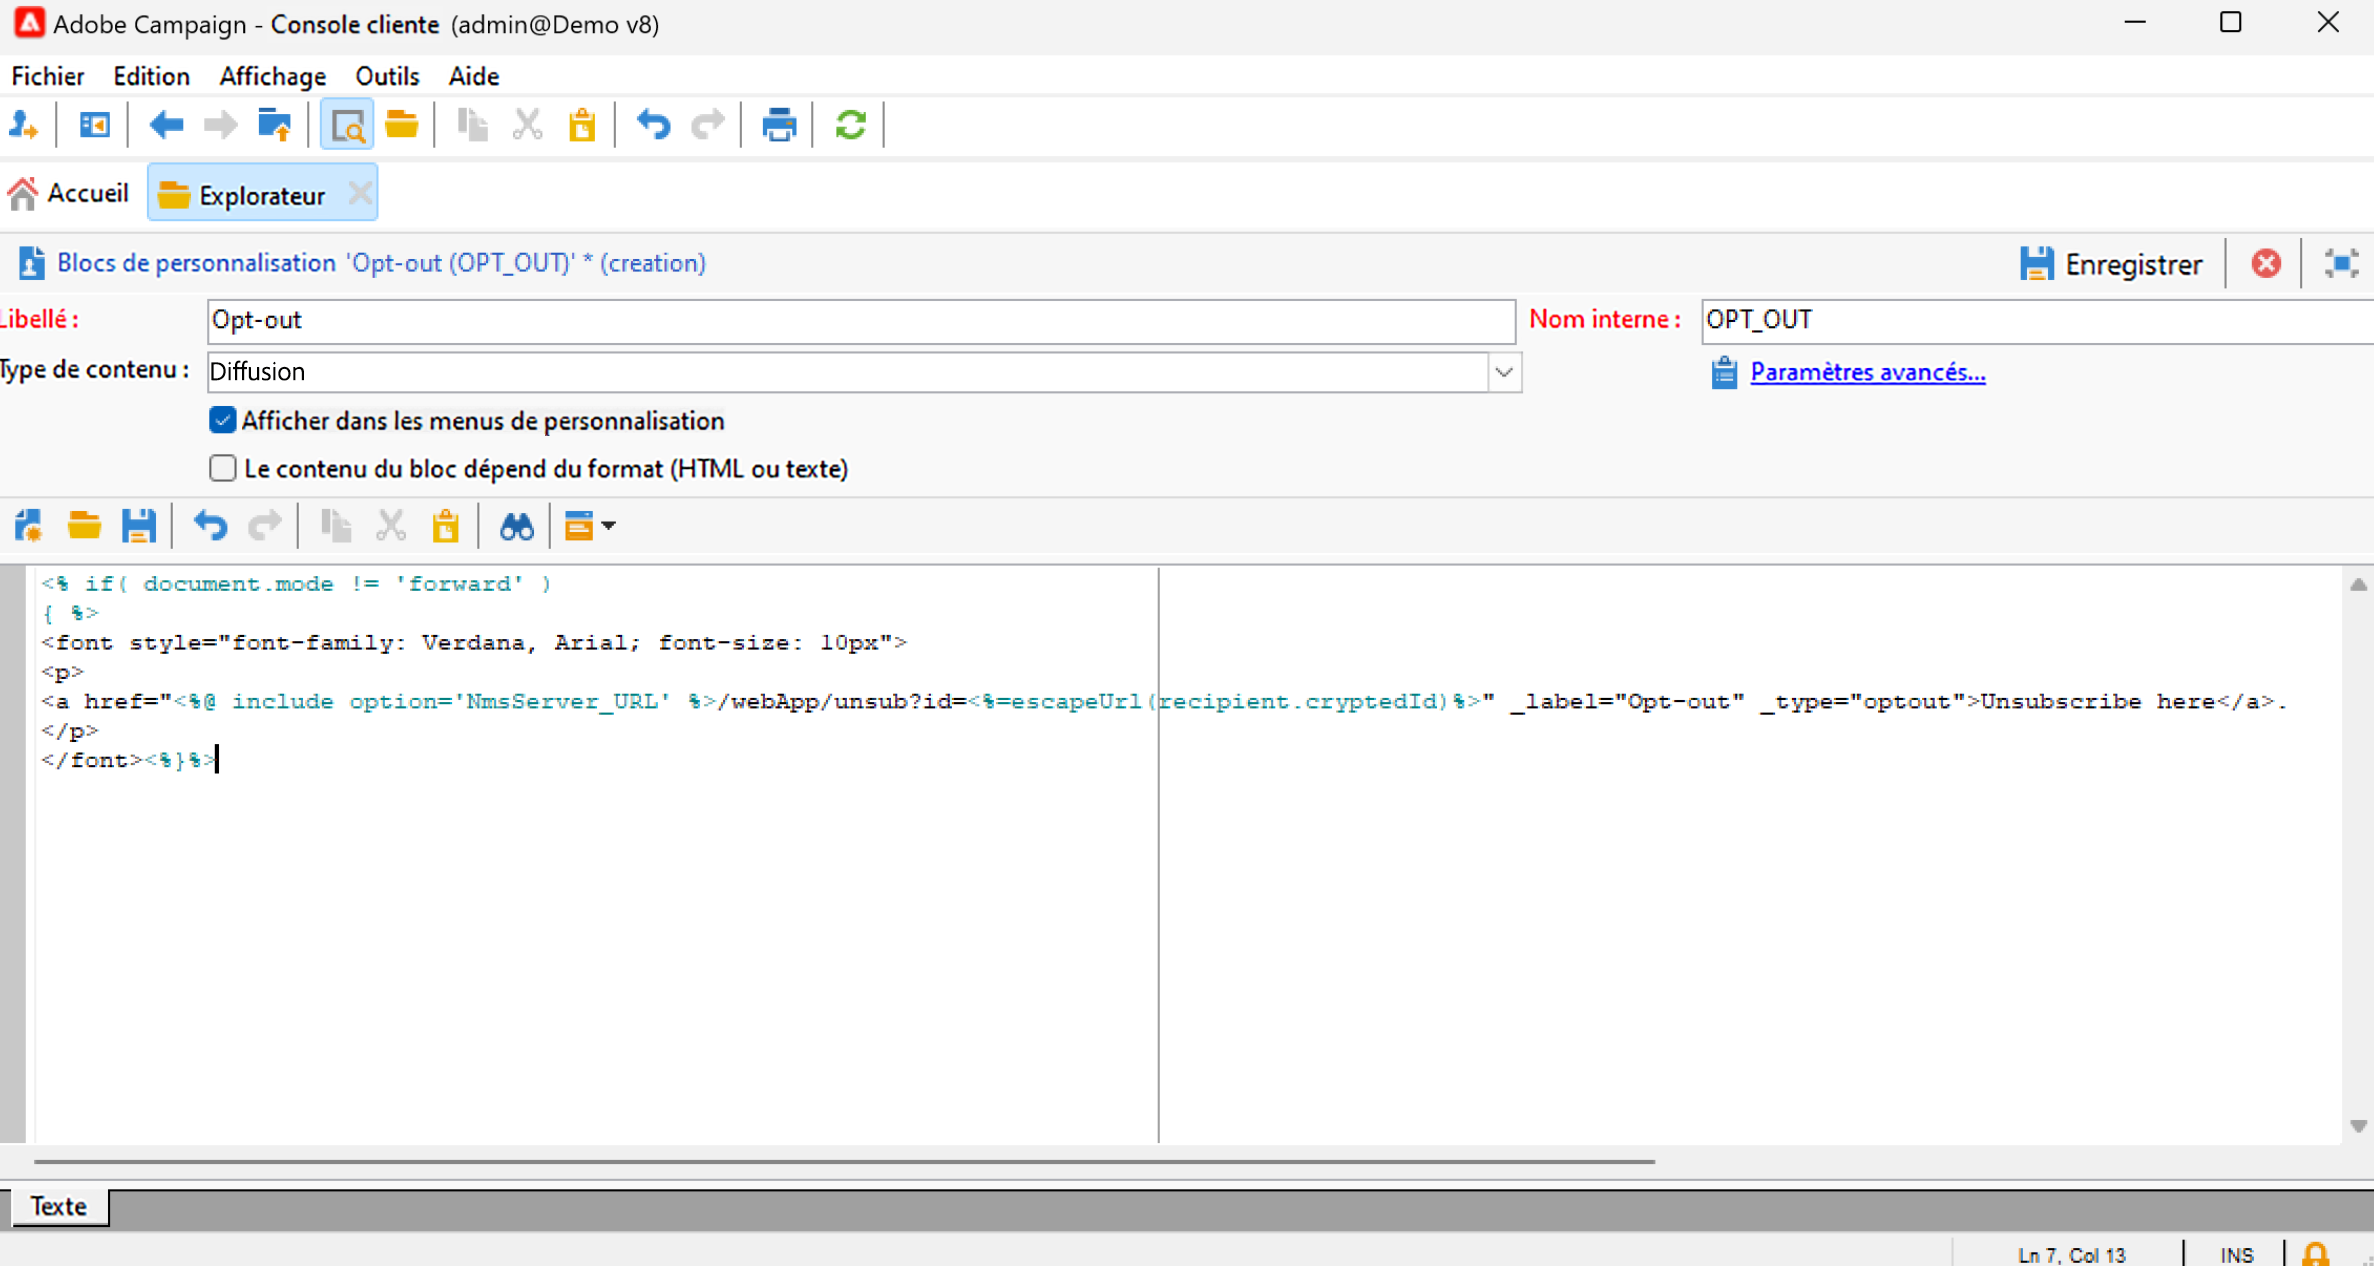 Adobe Campaign - Console cliente (admin@Demo v8)
Fichier Edition Affichage Outils Aide
Accueil Explorateur
Blocs de personnalisation 'Opt-out (OPT_OUT)' * (creation) Enregistrer
Libellé : Opt-out Nom interne : OPT_OUT
Type de contenu : Diffusion Paramètres avancés...
Afficher dans les menus de personnalisation
Le contenu du bloc dépend du format (HTML ou texte)
<% if( document.mode != 'forward' )
{ %>
<font style="font-family: Verdana, Arial; font-size: 10px">
<p>
<a href="<%@ include option='NmsServer_URL' %>/webApp/unsub?id=<%=escapeUrl(recipient.cryptedId)%>" _label="Opt-out" _type="optout">Unsubscribe here</a>.
</p>
</font><%}%>
Texte
Ln 7, Col 13 INS